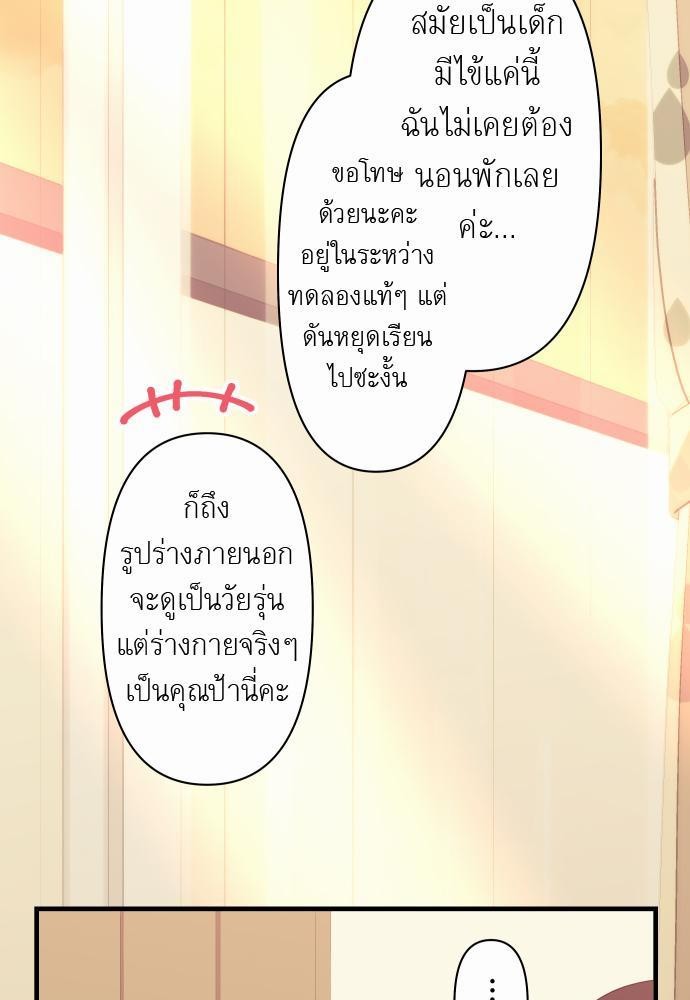 สมัยเป็นเด็ก
มีไข้แค่นี้
ฉันไม่เคยต้อง
นอนพักเลย
ค่ะ...
ขอโทษ
ด้วยนะคะ
อยู่ในระหว่าง
ทดลองแท้ๆ แต่
ดันหยุดเรียน
ไปซะงั้น
ก็ถึง
รูปร่างภายนอก
จะดูเป็นวัยรุ่น
แต่ร่างกายจริงๆ
เป็นคุณป้านี่คะ
...